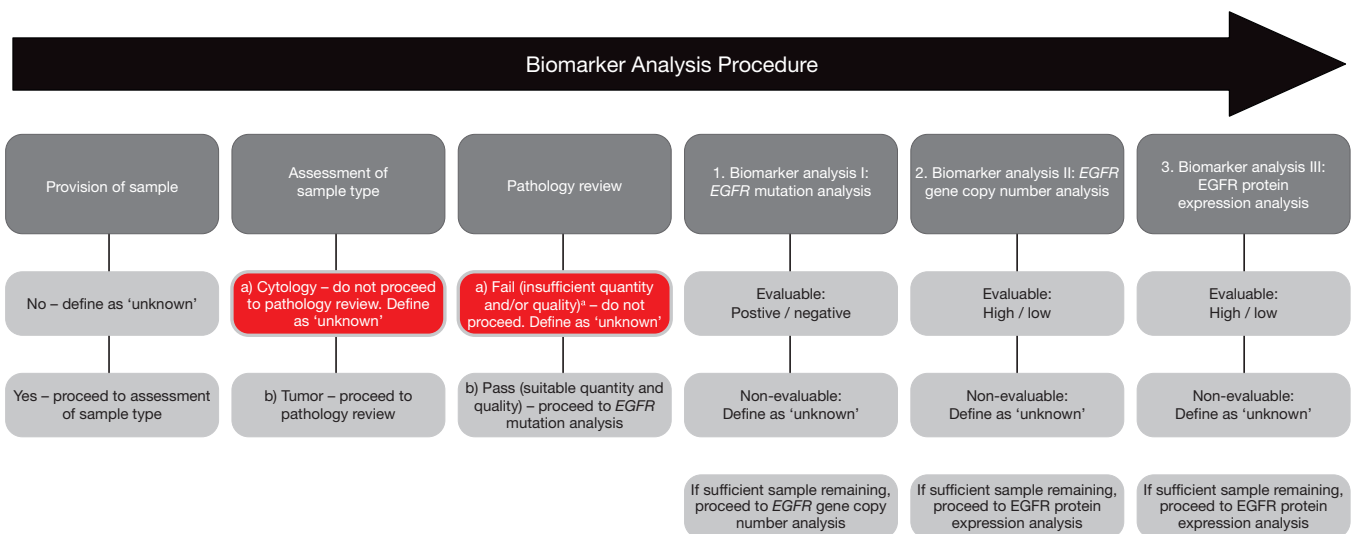 Biomarker Analysis Procedure
Provision of sample
Assessment of
sample type
Pathology review
1. Biomarker analysis I:
EGFR mutation analysis
2. Biomarker analysis II: EGFR
gene copy number analysis
3. Biomarker analysis III:
EGFR protein
expression analysis
No – define as ‘unknown’
a) Cytology – do not proceed
to pathology review. Define
as ‘unknown’
a) Fail (insufficient quantity
and/or quality)ᵃ – do not
proceed. Define as ‘unknown’
Evaluable:
Postive / negative
Evaluable:
High / low
Evaluable:
High / low
Yes – proceed to assessment
of sample type
b) Tumor – proceed to
pathology review
b) Pass (suitable quantity and
quality) – proceed to EGFR
mutation analysis
Non-evaluable:
Define as ‘unknown’
Non-evaluable:
Define as ‘unknown’
Non-evaluable:
Define as ‘unknown’
If sufficient sample remaining,
proceed to EGFR gene copy
number analysis
If sufficient sample remaining,
proceed to EGFR protein
expression analysis
If sufficient sample remaining,
proceed to EGFR protein
expression analysis